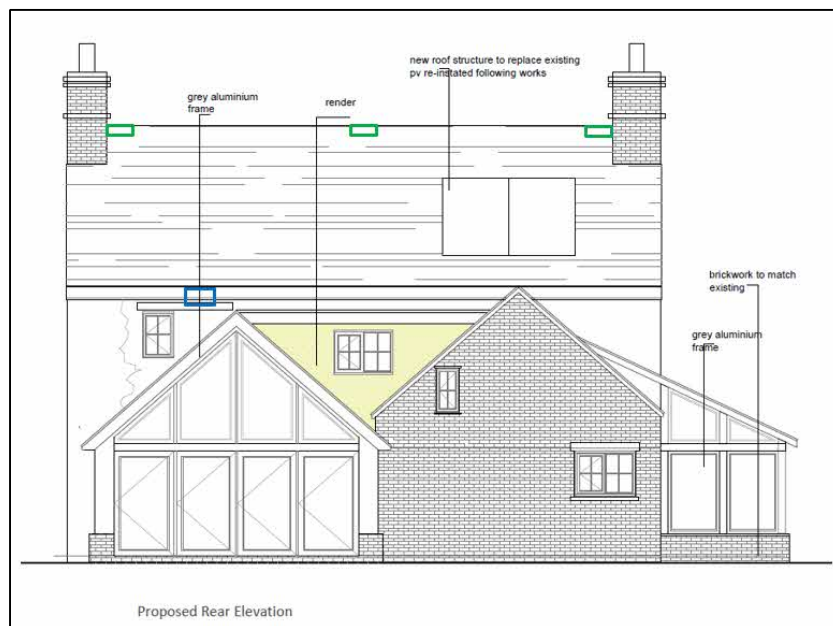 new roof structure to replace existing
pv re-instated following works
grey aluminium
frame
render
brickwork to match
existing
grey aluminium
frame
Proposed Rear Elevation